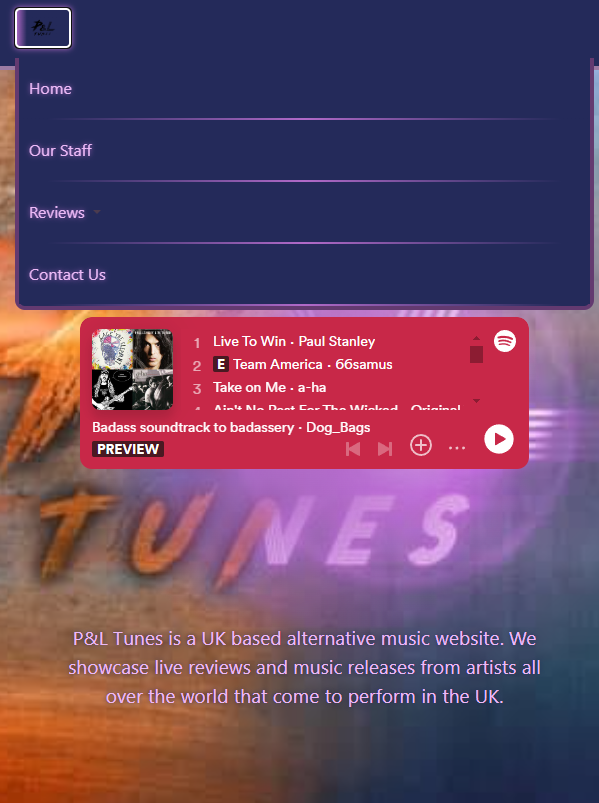 P&L
Home
Our Staff
Reviews
Contact Us
1 Live To Win · Paul Stanley
2 E Team America · 66samus
3 Take on Me · a-ha
4 Ain't No Rest For The Wicked - Original
Badass soundtrack to badassery · Dog_Bags
PREVIEW
TUNES
P&L Tunes is a UK based alternative music website. We
showcase live reviews and music releases from artists all
over the world that come to perform in the UK.